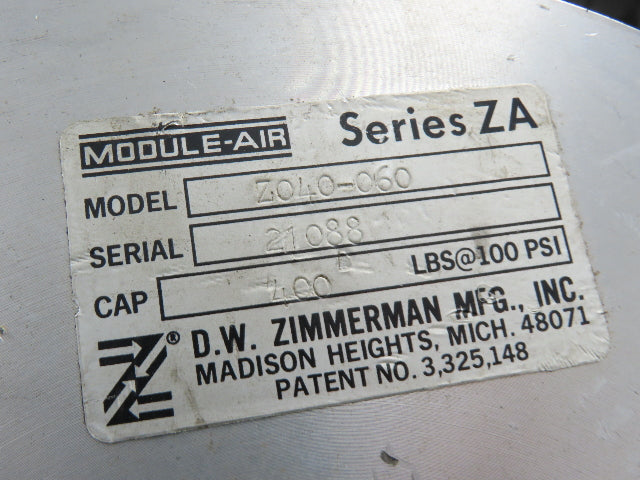 MODULE-AIR Series ZA
MODEL Z040-060
SERIAL 21088
D
CAP 400 LBS@100 PSI
Z® D.W. ZIMMERMAN MFG., INC.
MADISON HEIGHTS, MICH. 48071
PATENT NO. 3,325,148